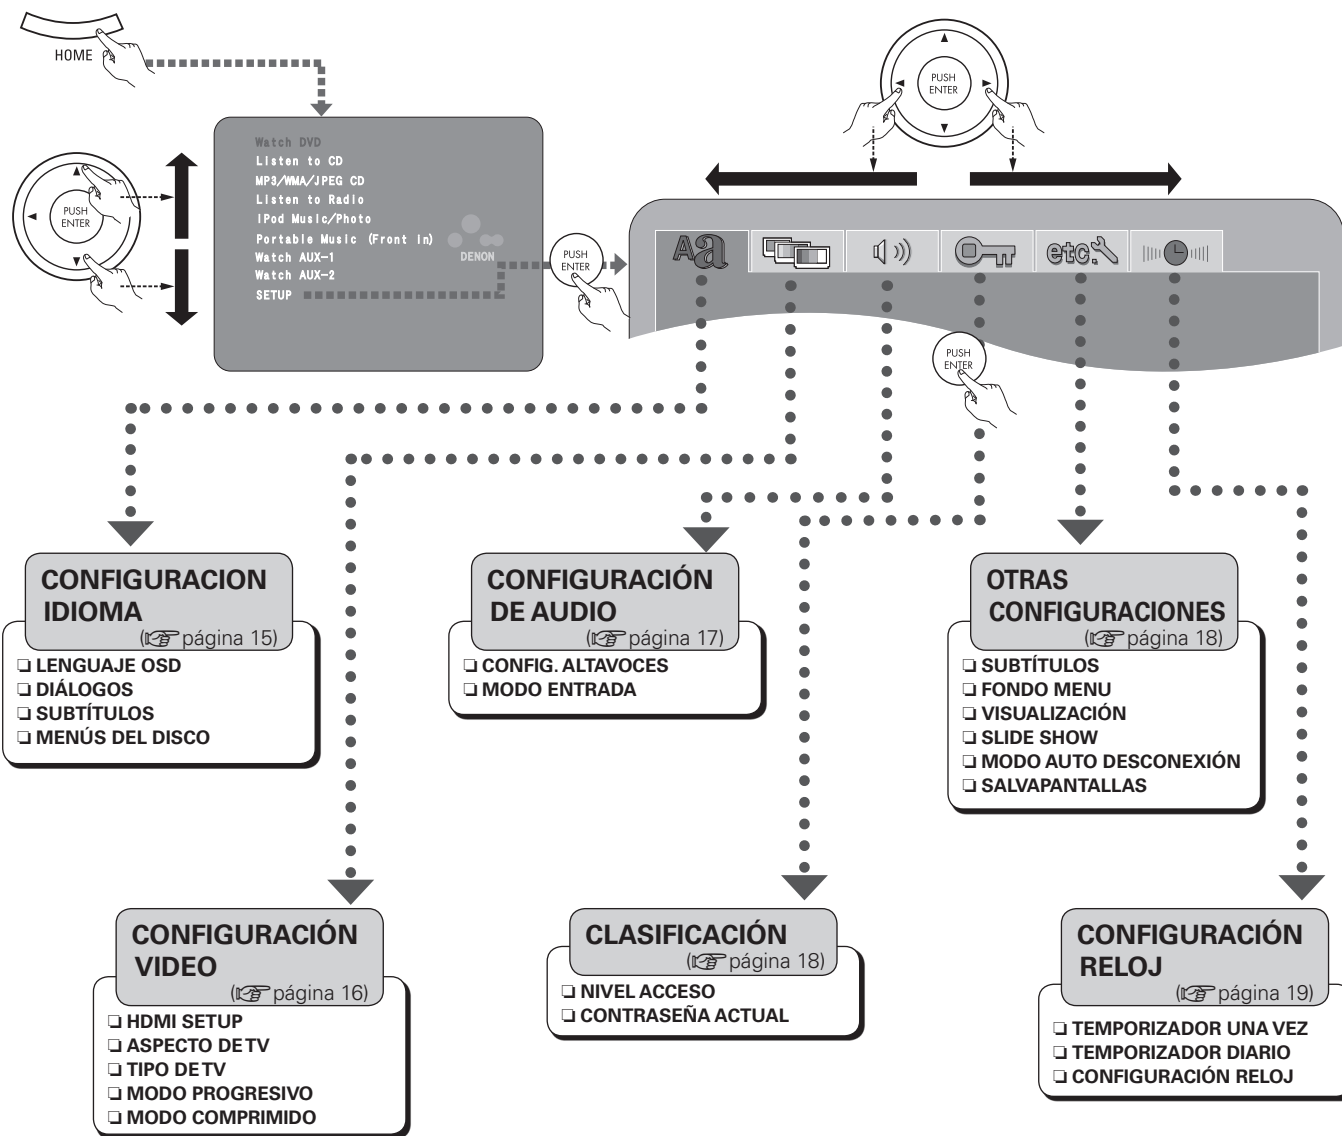 HOME
PUSH
ENTER
Watch DVD
Listen to CD
MP3/WMA/JPEG CD
Listen to Radio
iPod Music/Photo
Portable Music (Front In)
Watch AUX-1
Watch AUX-2
SETUP
DENON
PUSH
ENTER
PUSH
ENTER
Aa
etc.
PUSH
ENTER
CONFIGURACION
IDIOMA
(☞ página 15)
❏ LENGUAJE OSD
❏ DIÁLOGOS
❏ SUBTÍTULOS
❏ MENÚS DEL DISCO
CONFIGURACIÓN
DE AUDIO
(☞ página 17)
❏ CONFIG. ALTAVOCES
❏ MODO ENTRADA
OTRAS
CONFIGURACIONES
(☞ página 18)
❏ SUBTÍTULOS
❏ FONDO MENU
❏ VISUALIZACIÓN
❏ SLIDE SHOW
❏ MODO AUTO DESCONEXIÓN
❏ SALVAPANTALLAS
CONFIGURACIÓN
VIDEO
(☞ página 16)
❏ HDMI SETUP
❏ ASPECTO DE TV
❏ TIPO DE TV
❏ MODO PROGRESIVO
❏ MODO COMPRIMIDO
CLASIFICACIÓN
(☞ página 18)
❏ NIVEL ACCESO
❏ CONTRASEÑA ACTUAL
CONFIGURACIÓN
RELOJ
(☞ página 19)
❏ TEMPORIZADOR UNA VEZ
❏ TEMPORIZADOR DIARIO
❏ CONFIGURACIÓN RELOJ